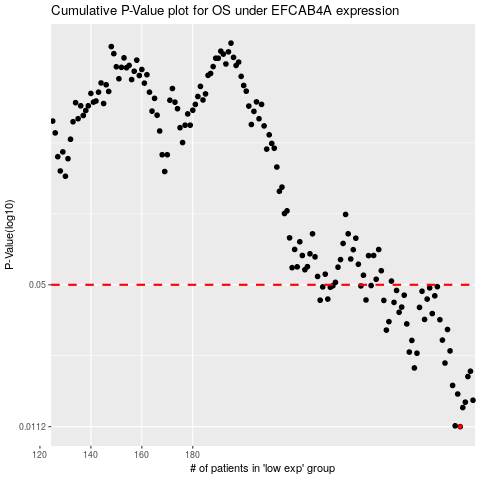 Cumulative P-Value plot for OS under EFCAB4A expression
P-Value(log10)
0.05
0.0112
120 140 160 180
# of patients in 'low exp' group